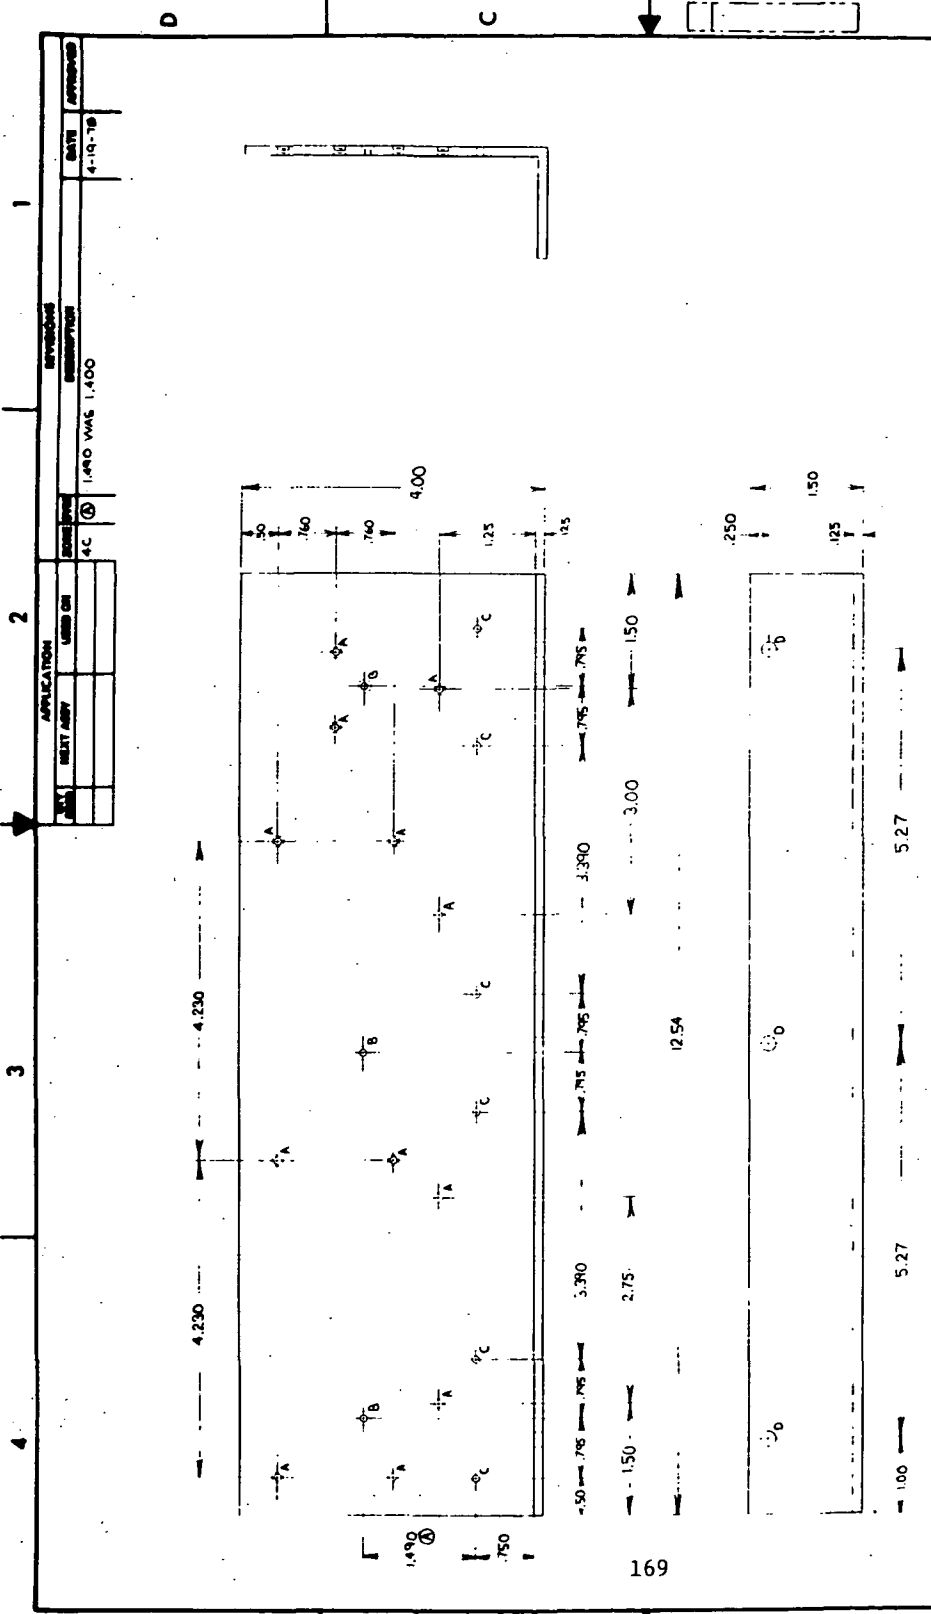 D
C
1
2
3
4
REVISIONS
DESCRIPTION
DATE
APPROVED
4C
Ⓐ
1.490 WAS 1.400
4-19-78
APPLICATION
NEXT ASSY
USED ON
4.00
.50
.760
.760
1.25
.125
A
B
A
A
C
C
A
A
A
C
B
C
A
A
A
C
A
B
A
A
C
4.230
4.230
.795
.795
3.390
.795
.795
3.390
.795
.795
.50
1.50
3.00
2.75
1.50
12.54
1.490 Ⓐ
.750
.250
1.50
.125
D
D
D
5.27
5.27
1.00
169